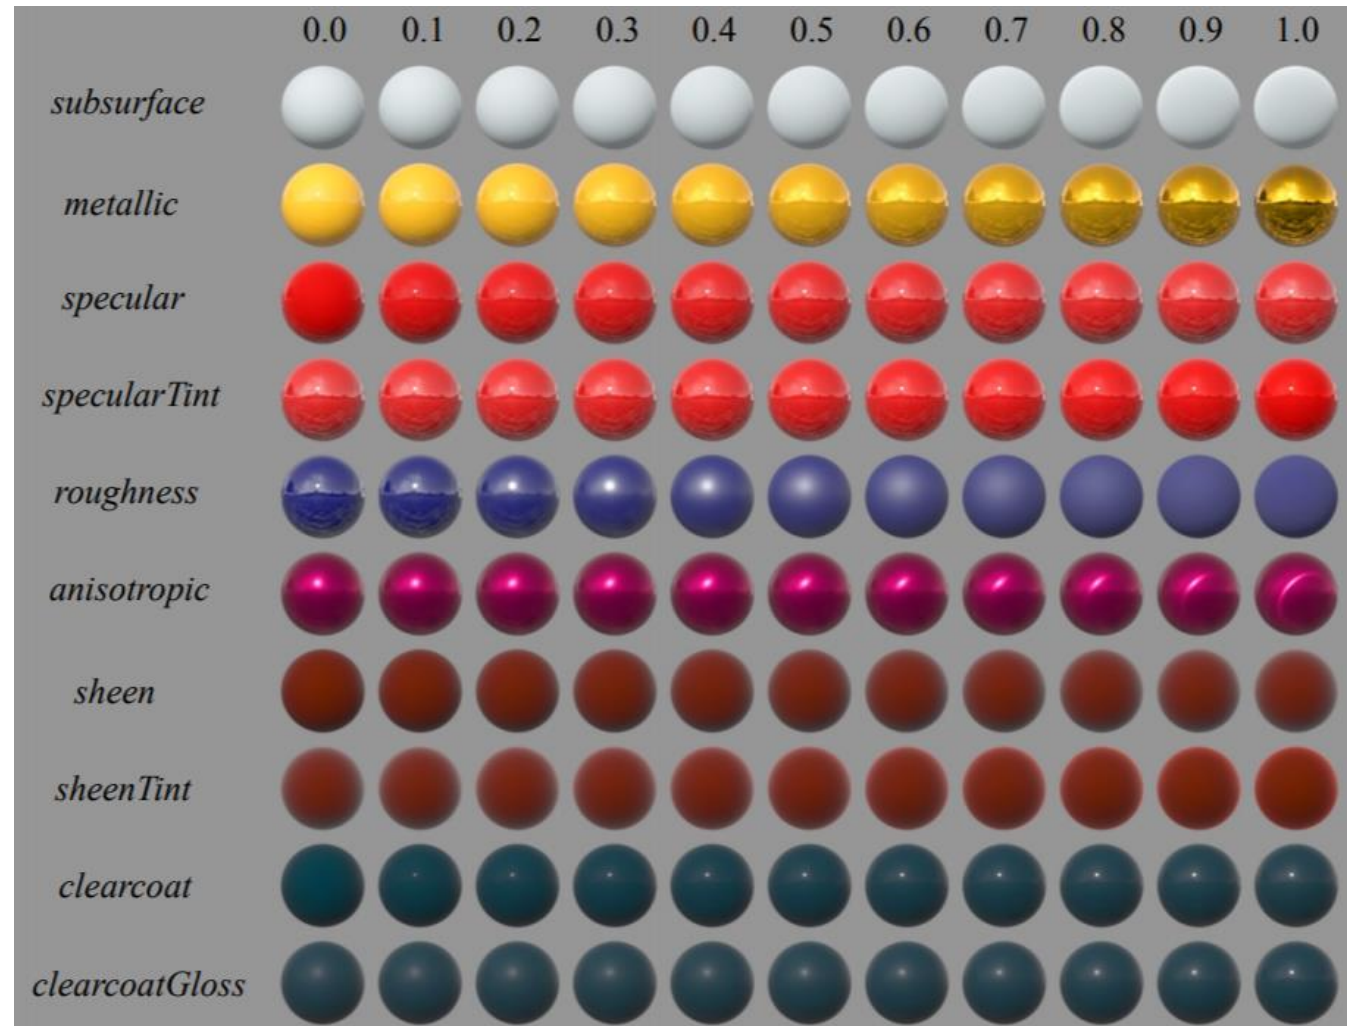 0.0 0.1 0.2 0.3 0.4 0.5 0.6 0.7 0.8 0.9 1.0
subsurface
metallic
specular
specularTint
roughness
anisotropic
sheen
sheenTint
clearcoat
clearcoatGloss